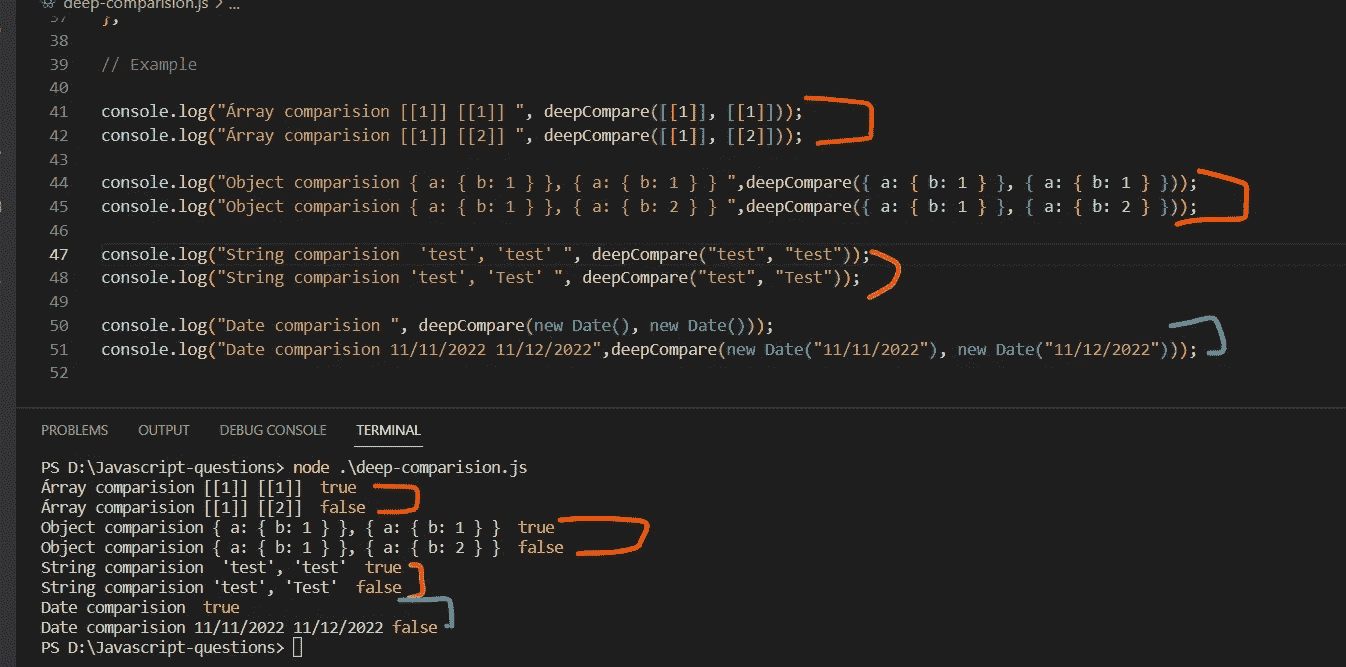 deep-comparision.js > ...
37 },
38
39 // Example
40
41 console.log("Árray comparision [[1]] [[1]] ", deepCompare([[1]], [[1]]));
42 console.log("Árray comparision [[1]] [[2]] ", deepCompare([[1]], [[2]]));
43
44 console.log("Object comparision { a: { b: 1 } }, { a: { b: 1 } } ",deepCompare({ a: { b: 1 } }, { a: { b: 1 } }));
45 console.log("Object comparision { a: { b: 1 } }, { a: { b: 2 } } ",deepCompare({ a: { b: 1 } }, { a: { b: 2 } }));
46
47 console.log("String comparision  'test', 'test' ", deepCompare("test", "test"));
48 console.log("String comparision 'test', 'Test' ", deepCompare("test", "Test"));
49
50 console.log("Date comparision ", deepCompare(new Date(), new Date()));
51 console.log("Date comparision 11/11/2022 11/12/2022",deepCompare(new Date("11/11/2022"), new Date("11/12/2022")));
52
PROBLEMS OUTPUT DEBUG CONSOLE TERMINAL
PS D:\Javascript-questions> node .\deep-comparision.js
Árray comparision [[1]] [[1]]  true
Árray comparision [[1]] [[2]]  false
Object comparision { a: { b: 1 } }, { a: { b: 1 } }  true
Object comparision { a: { b: 1 } }, { a: { b: 2 } }  false
String comparision  'test', 'test'  true
String comparision 'test', 'Test'  false
Date comparision  true
Date comparision 11/11/2022 11/12/2022 false
PS D:\Javascript-questions>